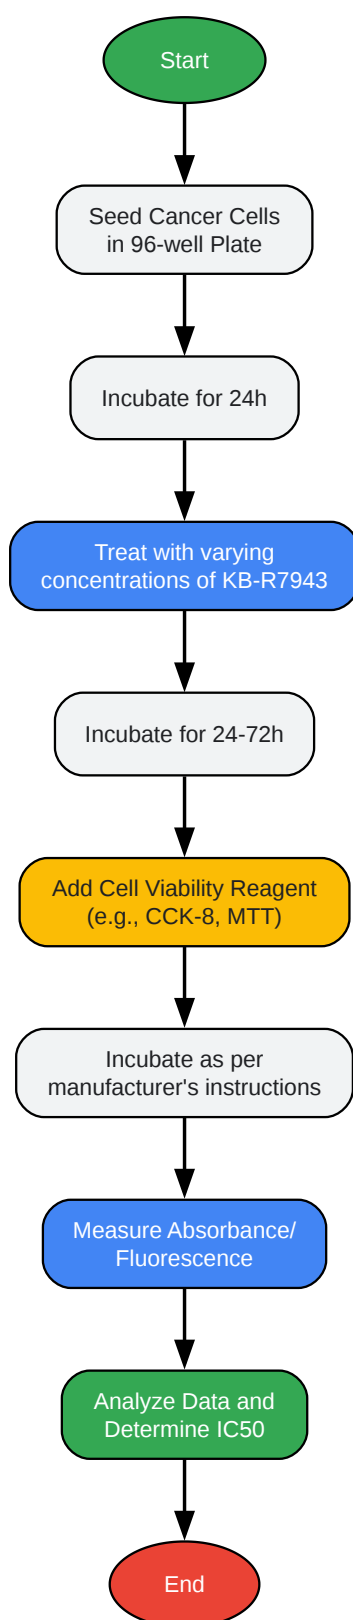 Start
Seed Cancer Cells
in 96-well Plate
Incubate for 24h
Treat with varying
concentrations of KB-R7943
Incubate for 24-72h
Add Cell Viability Reagent
(e.g., CCK-8, MTT)
Incubate as per
manufacturer's instructions
Measure Absorbance/
Fluorescence
Analyze Data and
Determine IC50
End